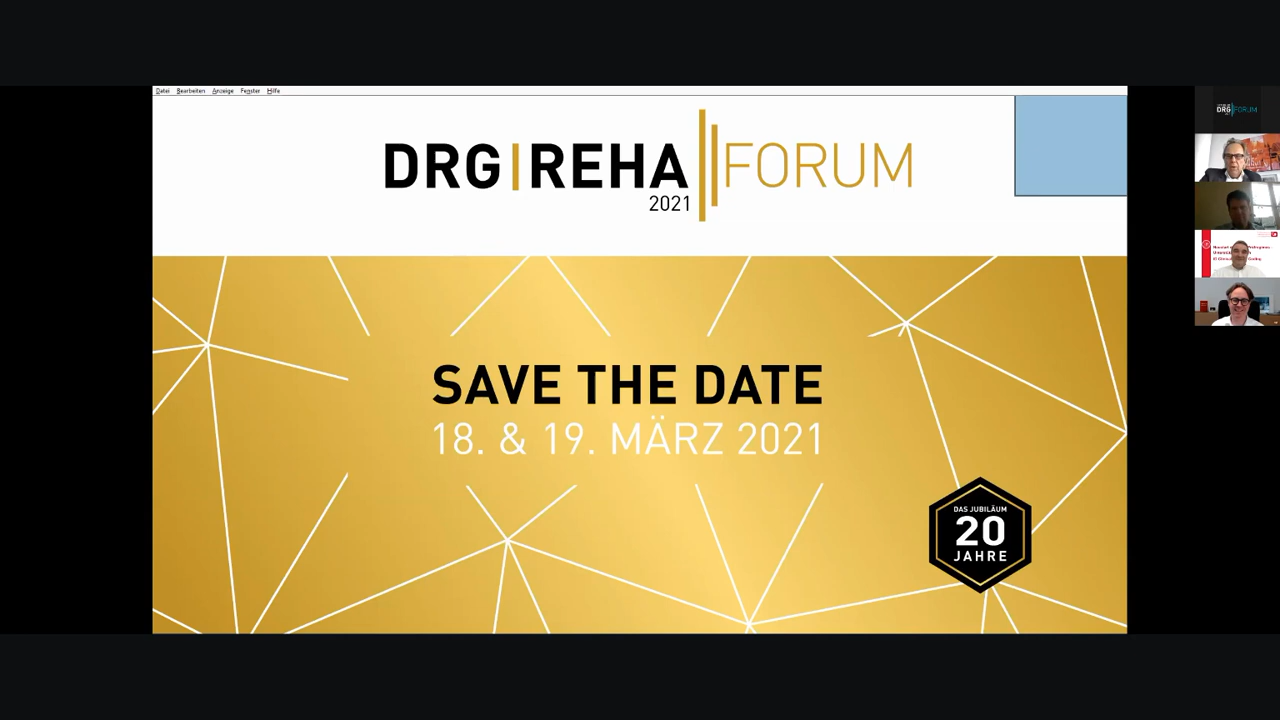 Datei Bearbeiten Anzeige Fenster Hilfe
DRG|REHA FORUM
2021
SAVE THE DATE
18. & 19. MÄRZ 2021
DAS JUBILÄUM
20
JAHRE
DRG FORUM